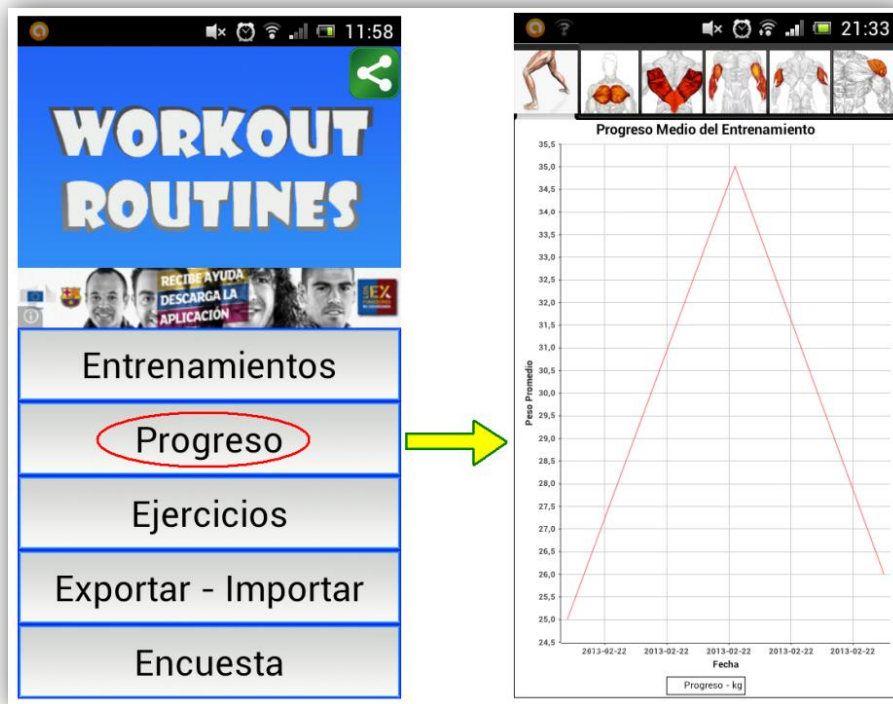 11:58
WORKOUT
ROUTINES
RECIBE AYUDA
DESCARGA LA
APLICACIÓN
EX
Entrenamientos
Progreso
Ejercicios
Exportar - Importar
Encuesta
21:33
Progreso Medio del Entrenamiento
35,5
35,0
34,5
34,0
33,5
33,0
32,5
32,0
31,5
31,0
30,5
30,0
29,5
29,0
28,5
28,0
27,5
27,0
26,5
26,0
25,5
25,0
24,5
Peso Promedio
2013-02-22 2013-02-22 2013-02-22 2013-02-22 2013-02-22
Fecha
Progreso - kg